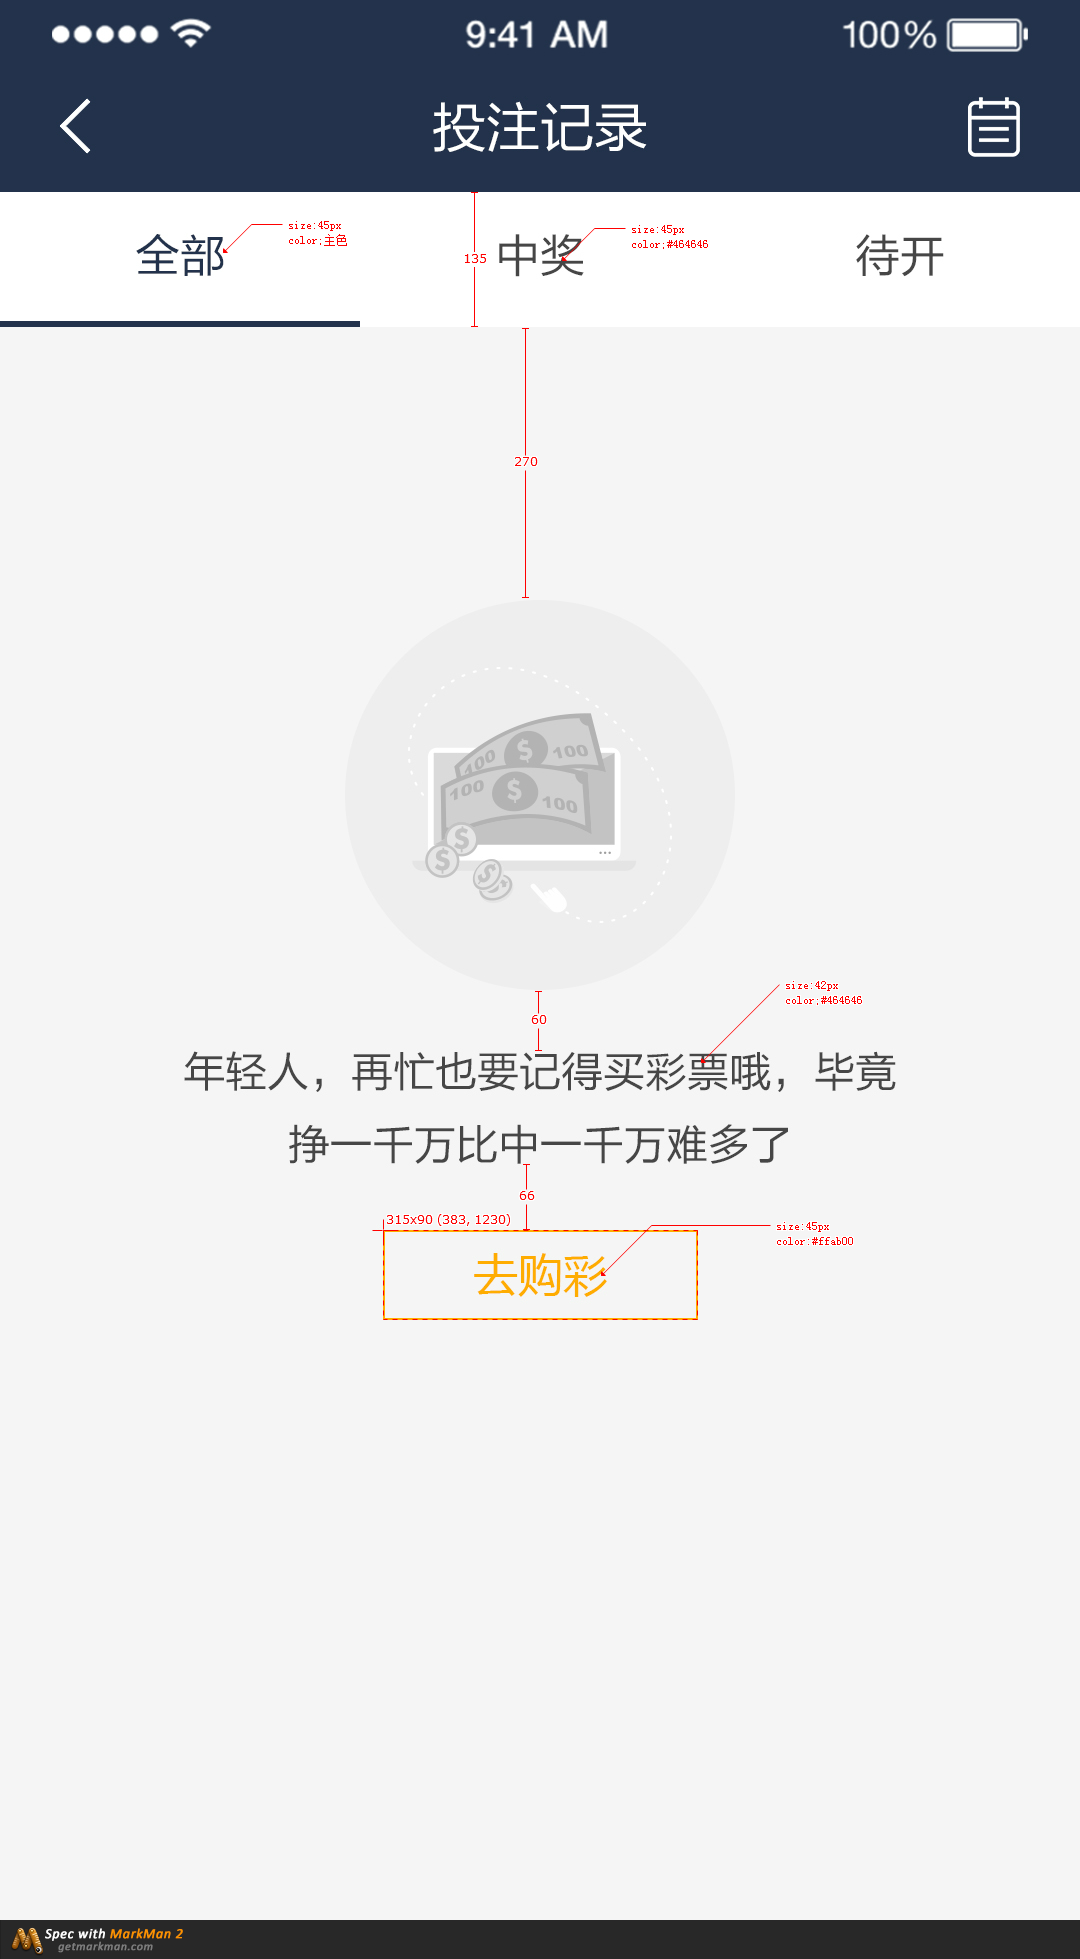 9:41 AM
100%
投注记录
全部
size:45px
color;主色
135
中奖
size:45px
color;#464646
待开
270
100
100
100
100
60
size:42px
color;#464646
年轻人，再忙也要记得买彩票哦，毕竟
挣一千万比中一千万难多了
66
315x90 (383, 1230)
size:45px
color:#ffab00
去购彩
Spec with MarkMan 2
getmarkman.com